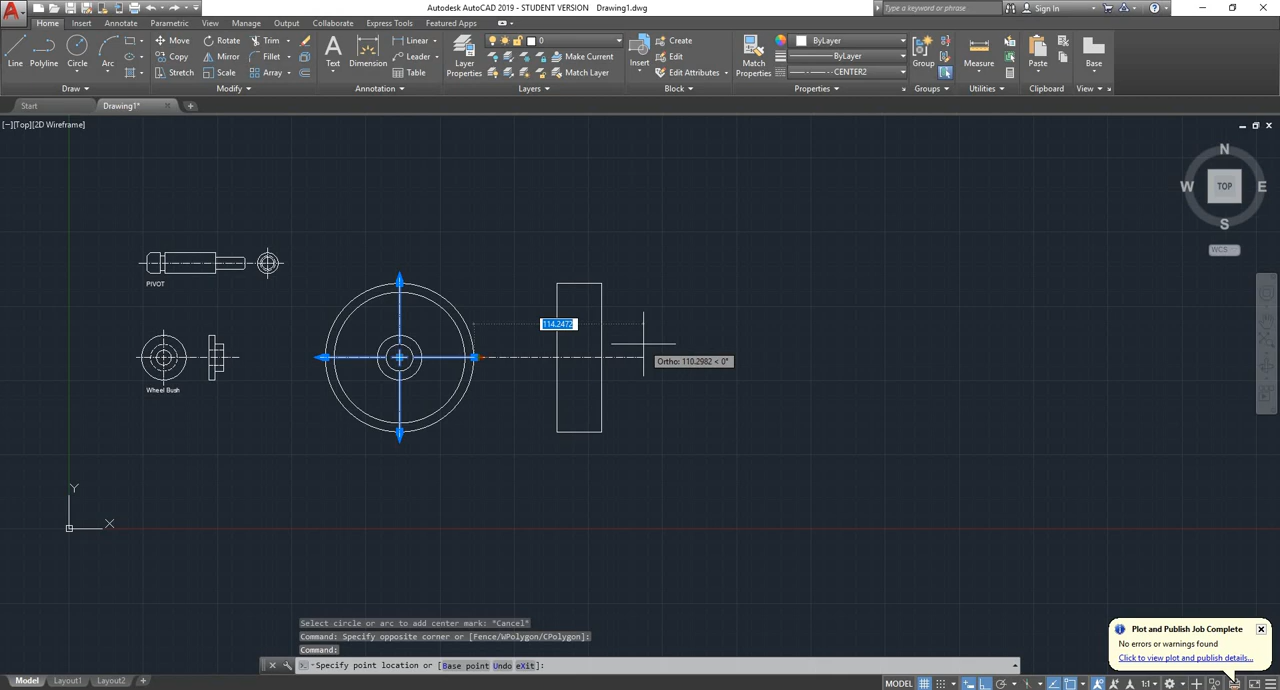 Autodesk AutoCAD 2019 - STUDENT VERSION Drawing1.dwg
Type a keyword or phrase
Sign In
Home Insert Annotate Parametric View Manage Output Collaborate Express Tools Featured Apps
Line Polyline Circle Arc
Move Rotate Trim
Copy Mirror Fillet
Stretch Scale Array
Text Dimension
Linear
Leader
Table
Layer Properties
0
Make Current
Match Layer
Insert
Create
Edit
Edit Attributes
Match Properties
ByLayer
ByLayer
CENTER2
Group
Measure
Paste
Base
Draw Modify Annotation Layers Block Properties Groups Utilities Clipboard View
Start Drawing1*
[−][Top][2D Wireframe]
N
W TOP E
S
WCS
PIVOT
114.2472
Ortho: 110.2982 < 0°
Wheel Bush
Y
X
Select circle or arc to add center mark: *Cancel*
Command: Specify opposite corner or [Fence/WPolygon/CPolygon]:
Command:
Specify point location or [Base point Undo eXit]:
Plot and Publish Job Complete
No errors or warnings found
Click to view plot and publish details...
Model Layout1 Layout2
MODEL 1:1